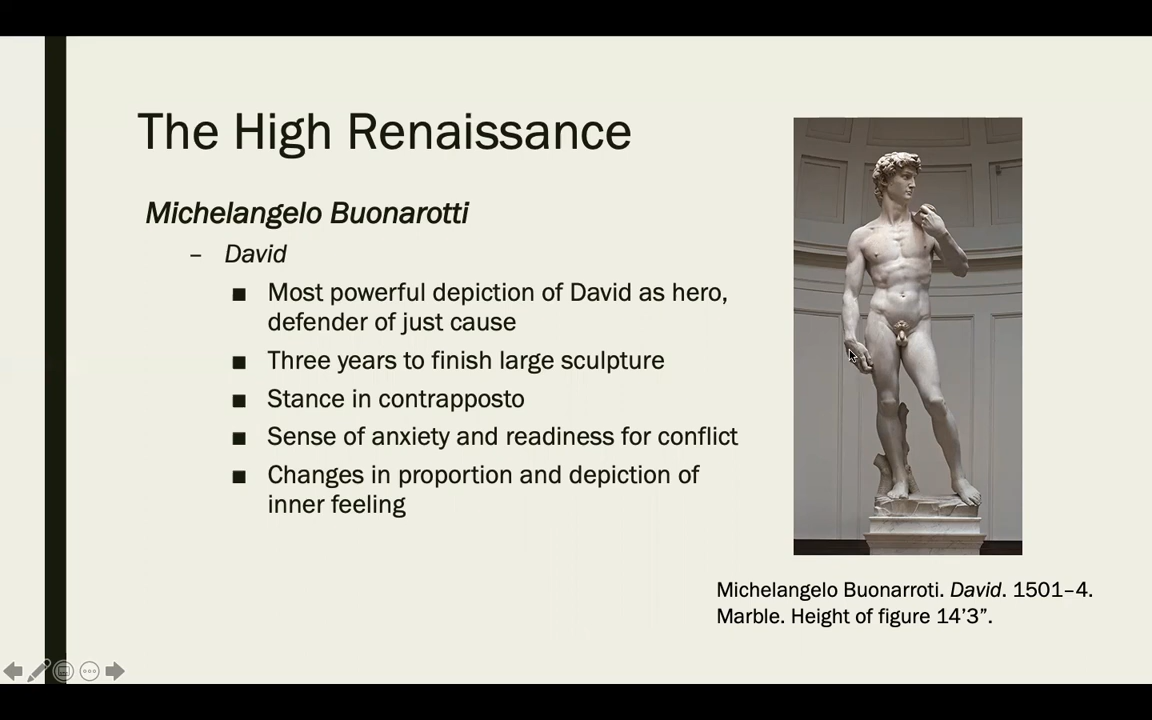 The High Renaissance
Michelangelo Buonarotti
– David
■ Most powerful depiction of David as hero,
defender of just cause
■ Three years to finish large sculpture
■ Stance in contrapposto
■ Sense of anxiety and readiness for conflict
■ Changes in proportion and depiction of
inner feeling
Michelangelo Buonarroti. David. 1501–4.
Marble. Height of figure 14’3”.